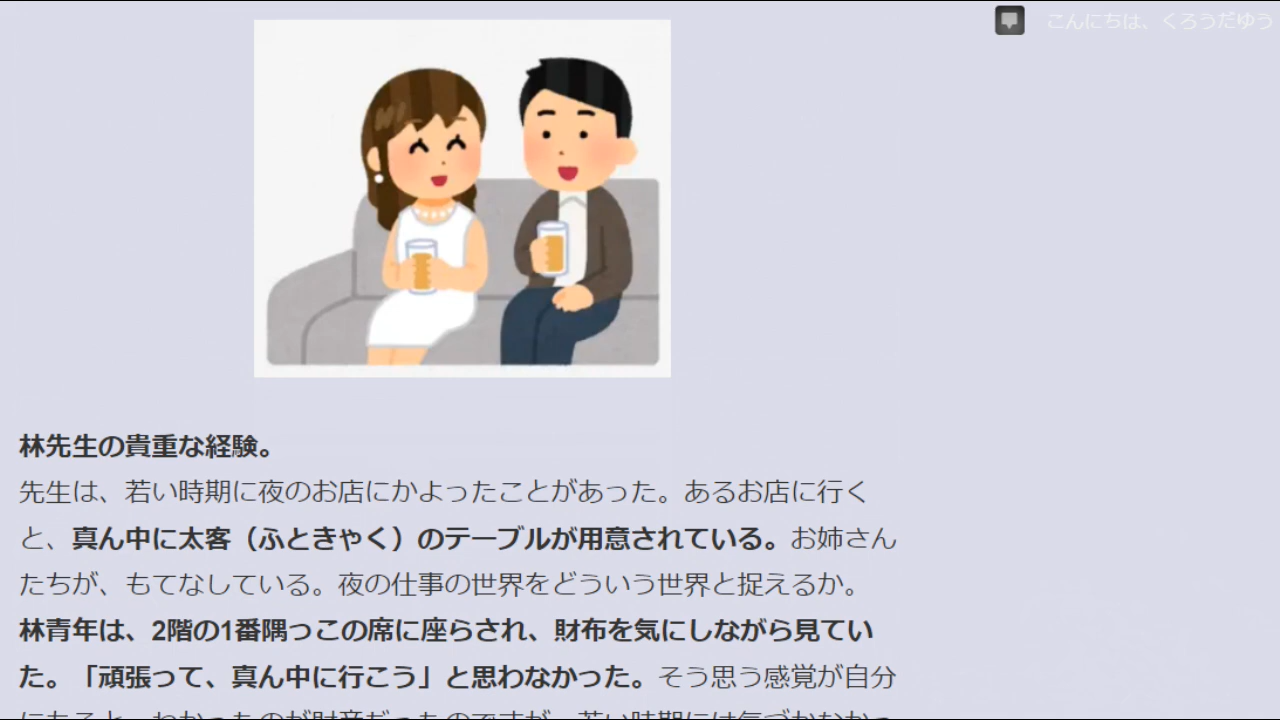 こんにちは、くろうだゆう
林先生の貴重な経験。
先生は、若い時期に夜のお店にかよったことがあった。あるお店に行く
と、真ん中に太客（ふときゃく）のテーブルが用意されている。お姉さん
たちが、もてなしている。夜の仕事の世界をどういう世界と捉えるか。
林青年は、2階の1番隅っこの席に座らされ、財布を気にしながら見てい
た。「頑張って、真ん中に行こう」と思わなかった。そう思う感覚が自分